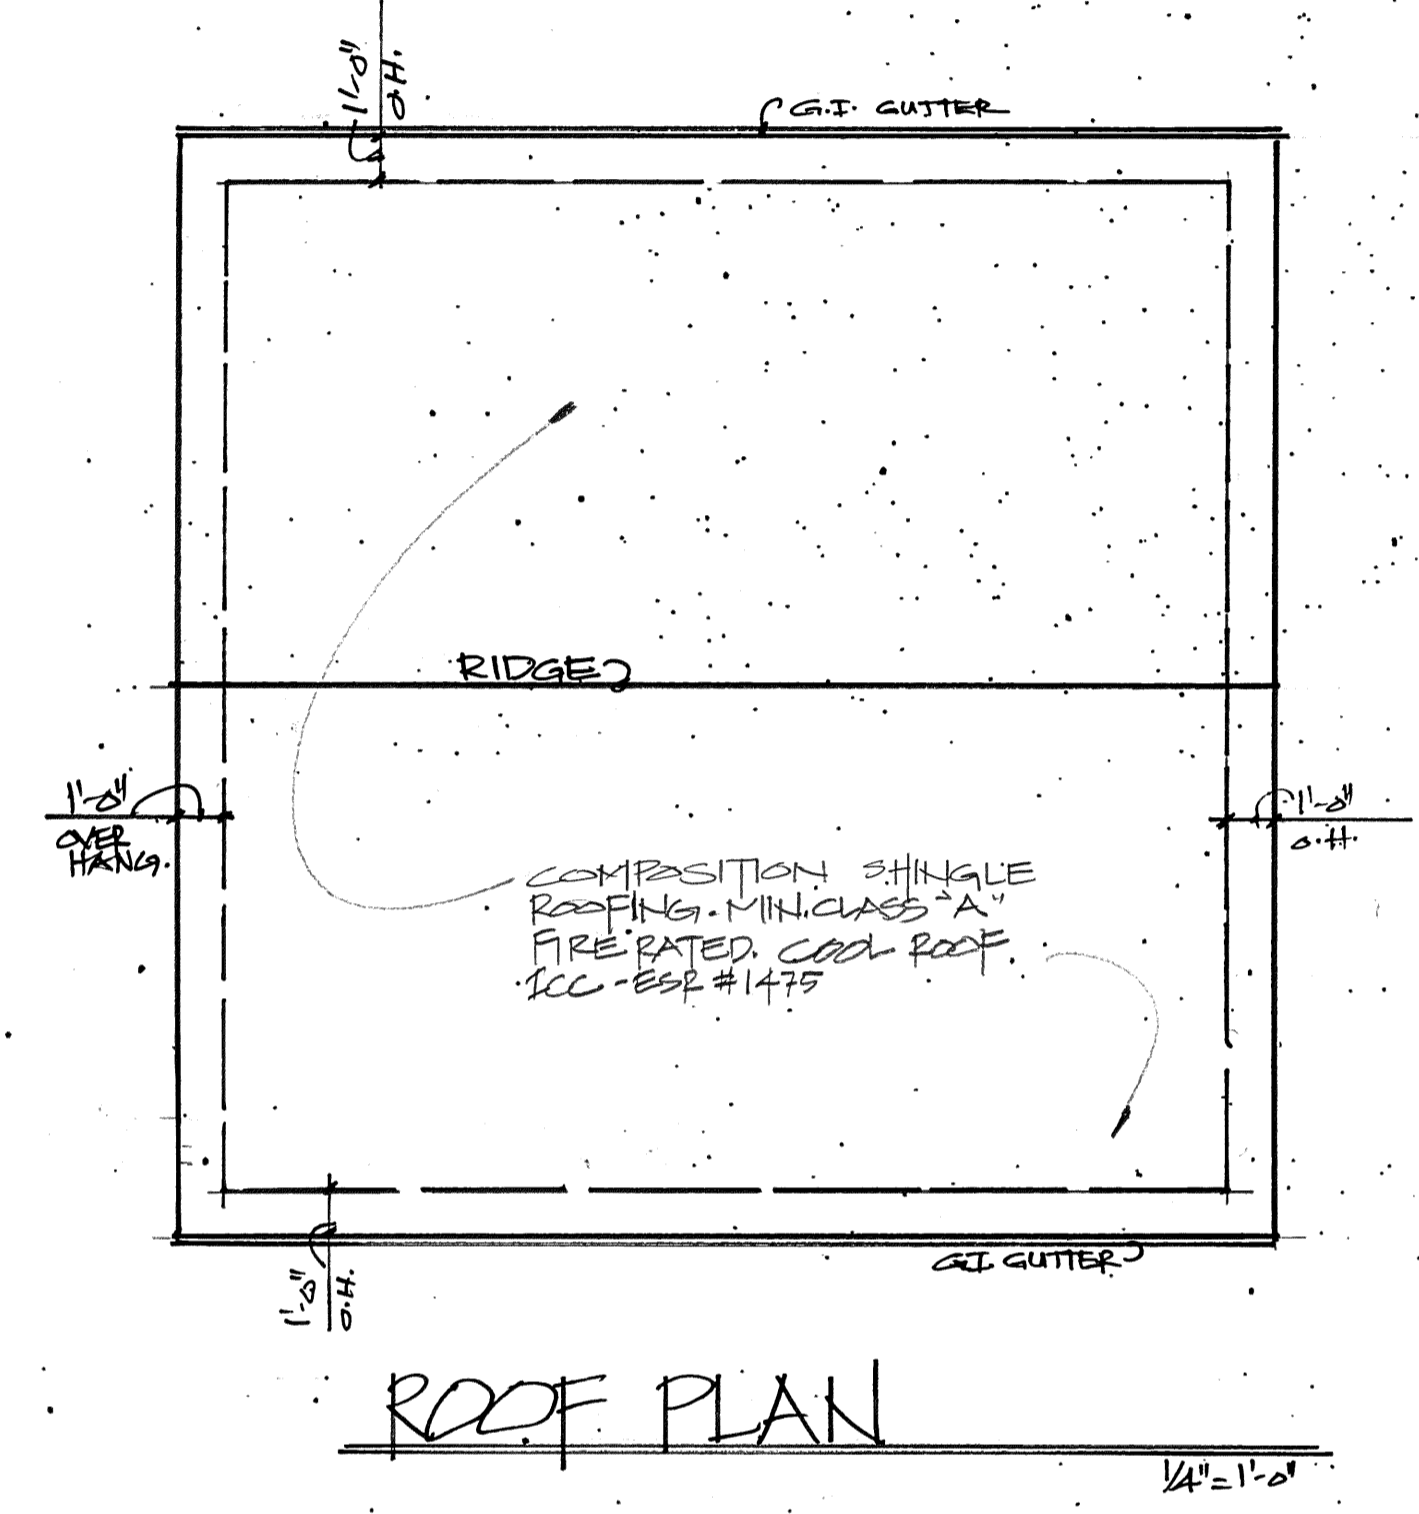 1'-0"
O.H.
G.I. GUTTER
RIDGE
1'-0"
OVER
HANG.
1'-0"
O.H.
COMPOSITION SHINGLE
ROOFING. MIN. CLASS "A"
FIRE RATED. COOL ROOF.
ICC-ESR #1475
G.I. GUTTER
1'-0"
O.H.
ROOF PLAN
1/4"=1'-0"